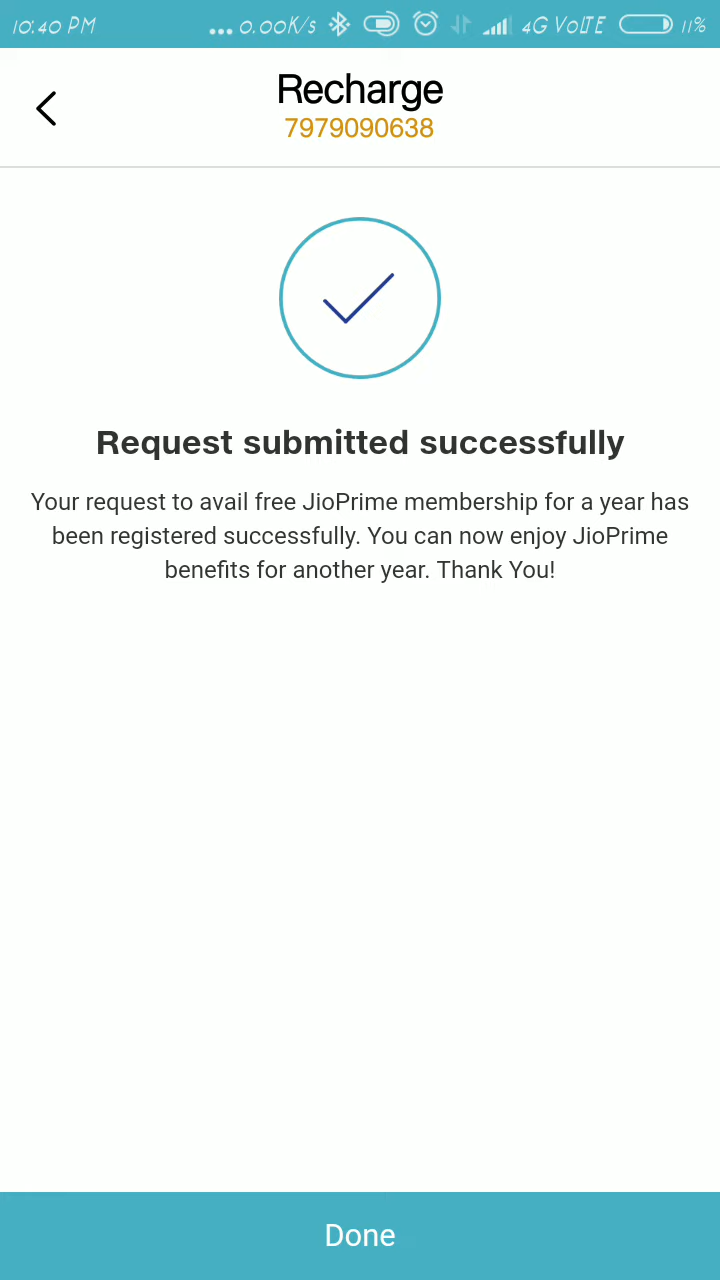 10:40 PM ... 0.00K/s 4G VoLTE 11%
Recharge
7979090638
Request submitted successfully
Your request to avail free JioPrime membership for a year has
been registered successfully. You can now enjoy JioPrime
benefits for another year. Thank You!
Done